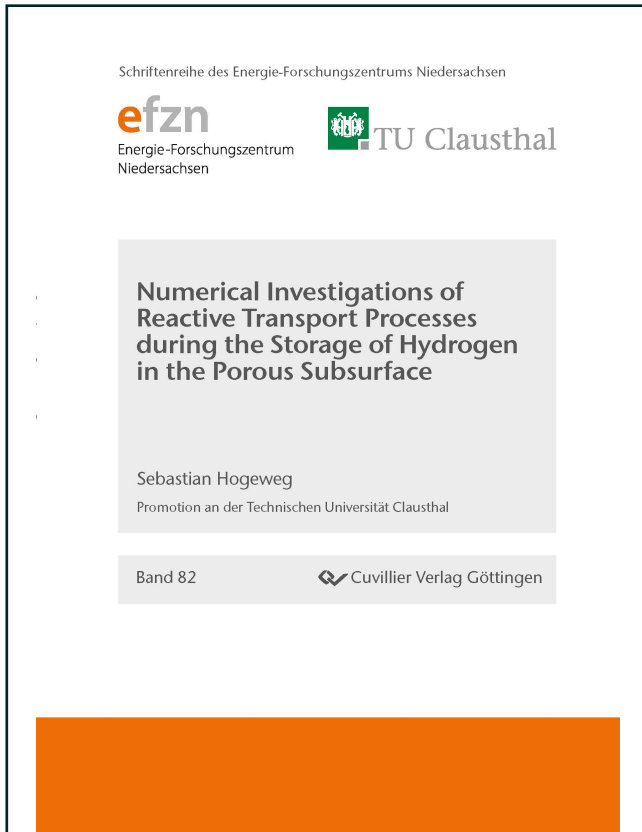 Schriftenreihe des Energie-Forschungszentrums Niedersachsen
efzn
Energie-Forschungszentrum
Niedersachsen
TU Clausthal
Numerical Investigations of
Reactive Transport Processes
during the Storage of Hydrogen
in the Porous Subsurface
Sebastian Hogeweg
Promotion an der Technischen Universität Clausthal
Band 82
Cuvillier Verlag Göttingen